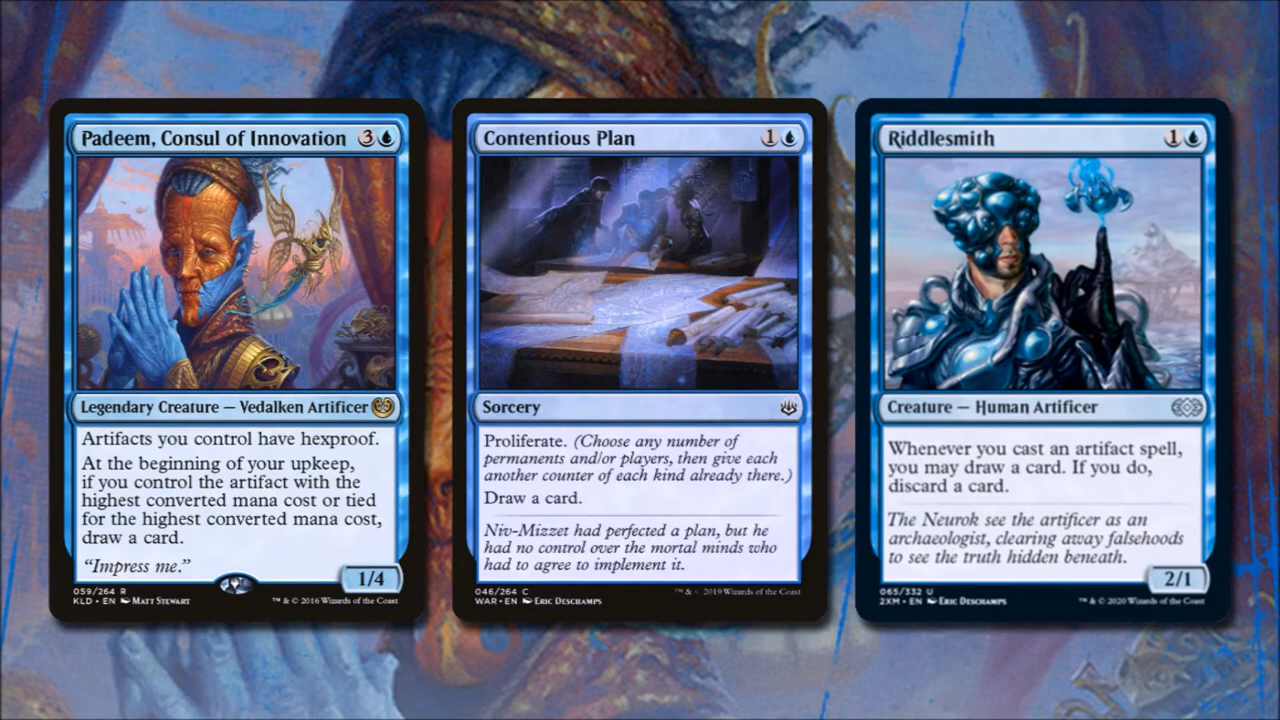 Padeem, Consul of Innovation 3
Legendary Creature — Vedalken Artificer
Artifacts you control have hexproof.
At the beginning of your upkeep,
if you control the artifact with the
highest converted mana cost or tied
for the highest converted mana cost,
draw a card.
"Impress me."
1/4
059/264 R
KLD • EN Matt Stewart
™ & © 2016 Wizards of the Coast
Contentious Plan 1
Sorcery
Proliferate. (Choose any number of
permanents and/or players, then give each
another counter of each kind already there.)
Draw a card.
Niv-Mizzet had perfected a plan, but he
had no control over the mortal minds who
had to agree to implement it.
046/264 C
WAR • EN Eric Deschamps
™ & © 2019 Wizards of the Coast
Riddlesmith 1
Creature — Human Artificer
Whenever you cast an artifact spell,
you may draw a card. If you do,
discard a card.
The Neurok see the artificer as an
archaeologist, clearing away falsehoods
to see the truth hidden beneath.
2/1
065/332 U
2XM • EN Eric Deschamps
™ & © 2020 Wizards of the Coast